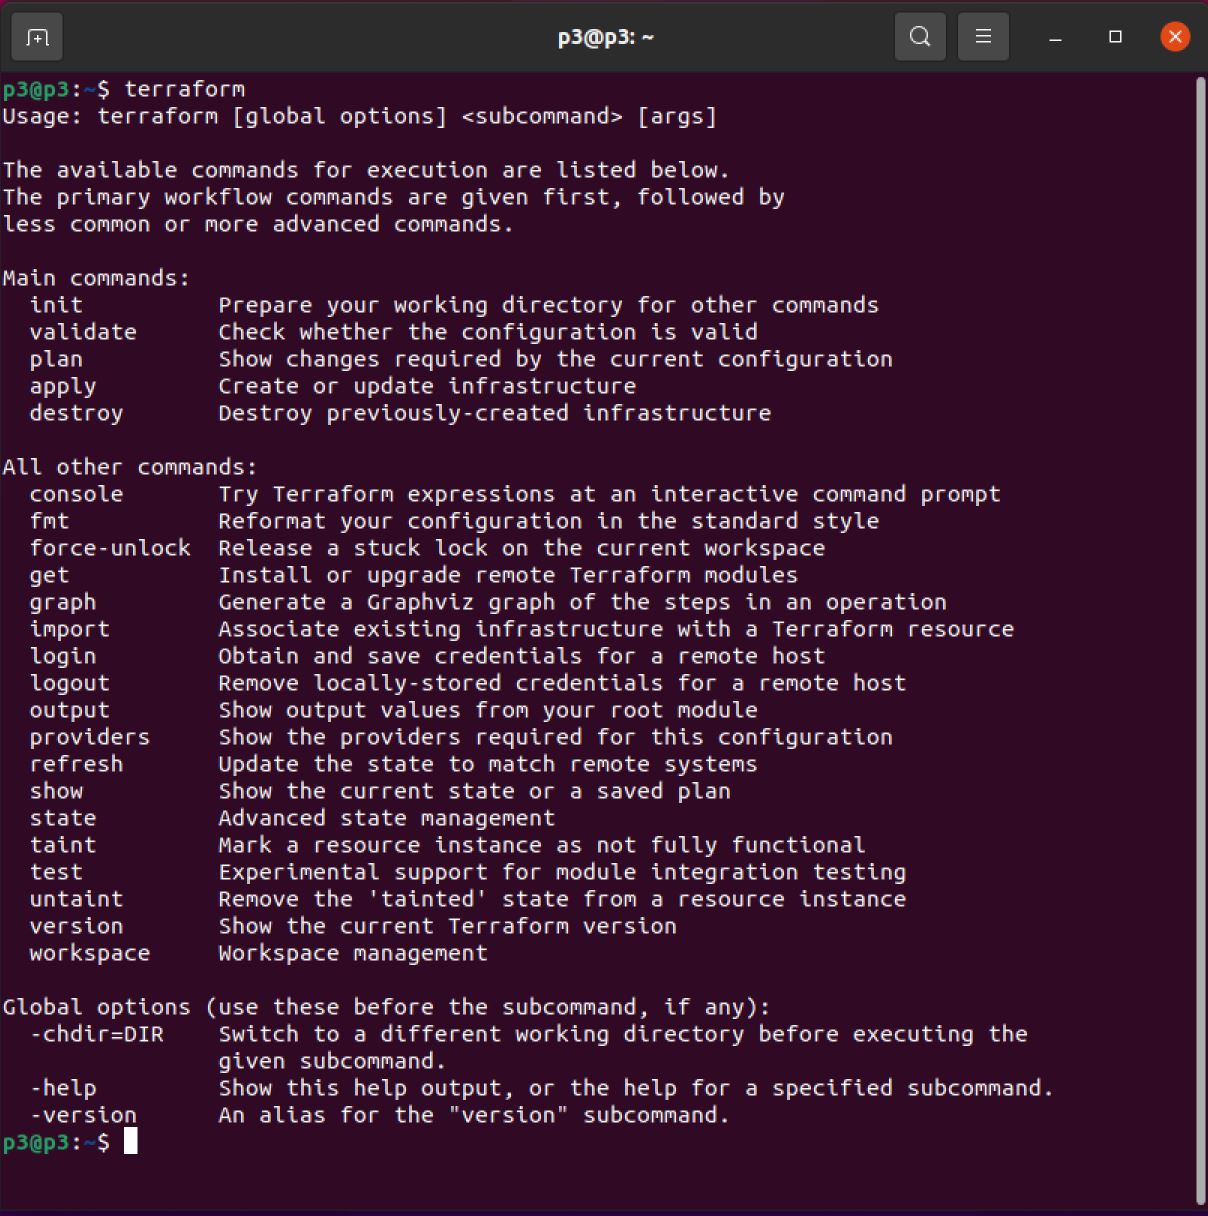 p3@p3: ~
p3@p3:~$ terraform
Usage: terraform [global options] <subcommand> [args]

The available commands for execution are listed below.
The primary workflow commands are given first, followed by
less common or more advanced commands.

Main commands:
  init          Prepare your working directory for other commands
  validate      Check whether the configuration is valid
  plan          Show changes required by the current configuration
  apply         Create or update infrastructure
  destroy       Destroy previously-created infrastructure

All other commands:
  console       Try Terraform expressions at an interactive command prompt
  fmt           Reformat your configuration in the standard style
  force-unlock  Release a stuck lock on the current workspace
  get           Install or upgrade remote Terraform modules
  graph         Generate a Graphviz graph of the steps in an operation
  import        Associate existing infrastructure with a Terraform resource
  login         Obtain and save credentials for a remote host
  logout        Remove locally-stored credentials for a remote host
  output        Show output values from your root module
  providers     Show the providers required for this configuration
  refresh       Update the state to match remote systems
  show          Show the current state or a saved plan
  state         Advanced state management
  taint         Mark a resource instance as not fully functional
  test          Experimental support for module integration testing
  untaint       Remove the 'tainted' state from a resource instance
  version       Show the current Terraform version
  workspace     Workspace management

Global options (use these before the subcommand, if any):
  -chdir=DIR    Switch to a different working directory before executing the
                given subcommand.
  -help         Show this help output, or the help for a specified subcommand.
  -version      An alias for the "version" subcommand.
p3@p3:~$